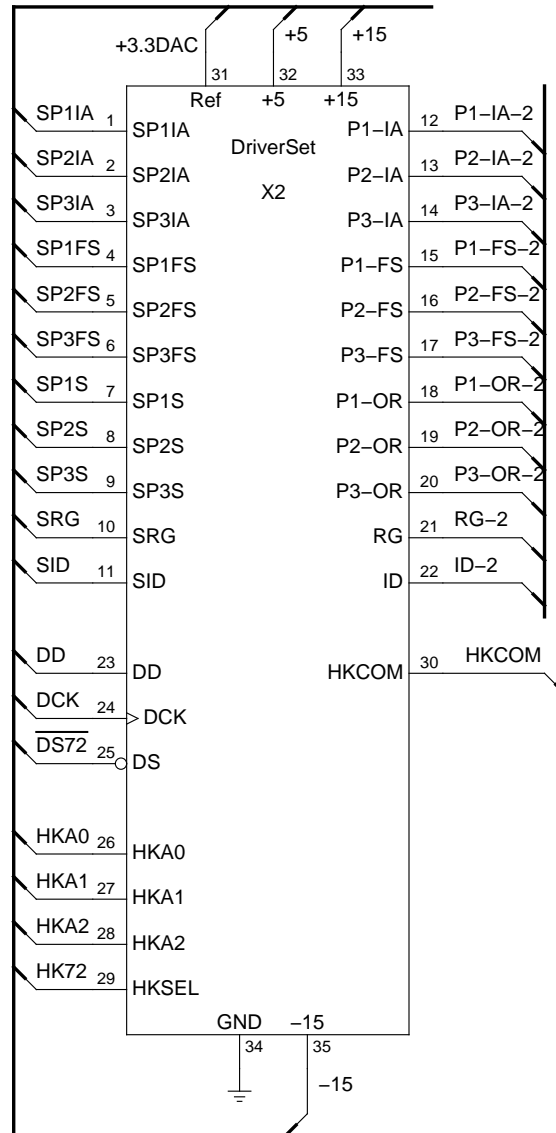 +3.3DAC +5 +15
31 32 33
Ref +5 +15
SP1IA 1 SP1IA P1–IA 12 P1–IA–2
DriverSet
SP2IA 2 SP2IA P2–IA 13 P2–IA–2
X2
SP3IA 3 SP3IA P3–IA 14 P3–IA–2
SP1FS 4 SP1FS P1–FS 15 P1–FS–2
SP2FS 5 SP2FS P2–FS 16 P2–FS–2
SP3FS 6 SP3FS P3–FS 17 P3–FS–2
SP1S 7 SP1S P1–OR 18 P1–OR–2
SP2S 8 SP2S P2–OR 19 P2–OR–2
SP3S 9 SP3S P3–OR 20 P3–OR–2
SRG 10 SRG RG 21 RG–2
SID 11 SID ID 22 ID–2
DD 23 DD HKCOM 30 HKCOM
DCK 24 DCK
DS72 25 DS
HKA0 26 HKA0
HKA1 27 HKA1
HKA2 28 HKA2
HK72 29 HKSEL
GND –15
34 35
–15